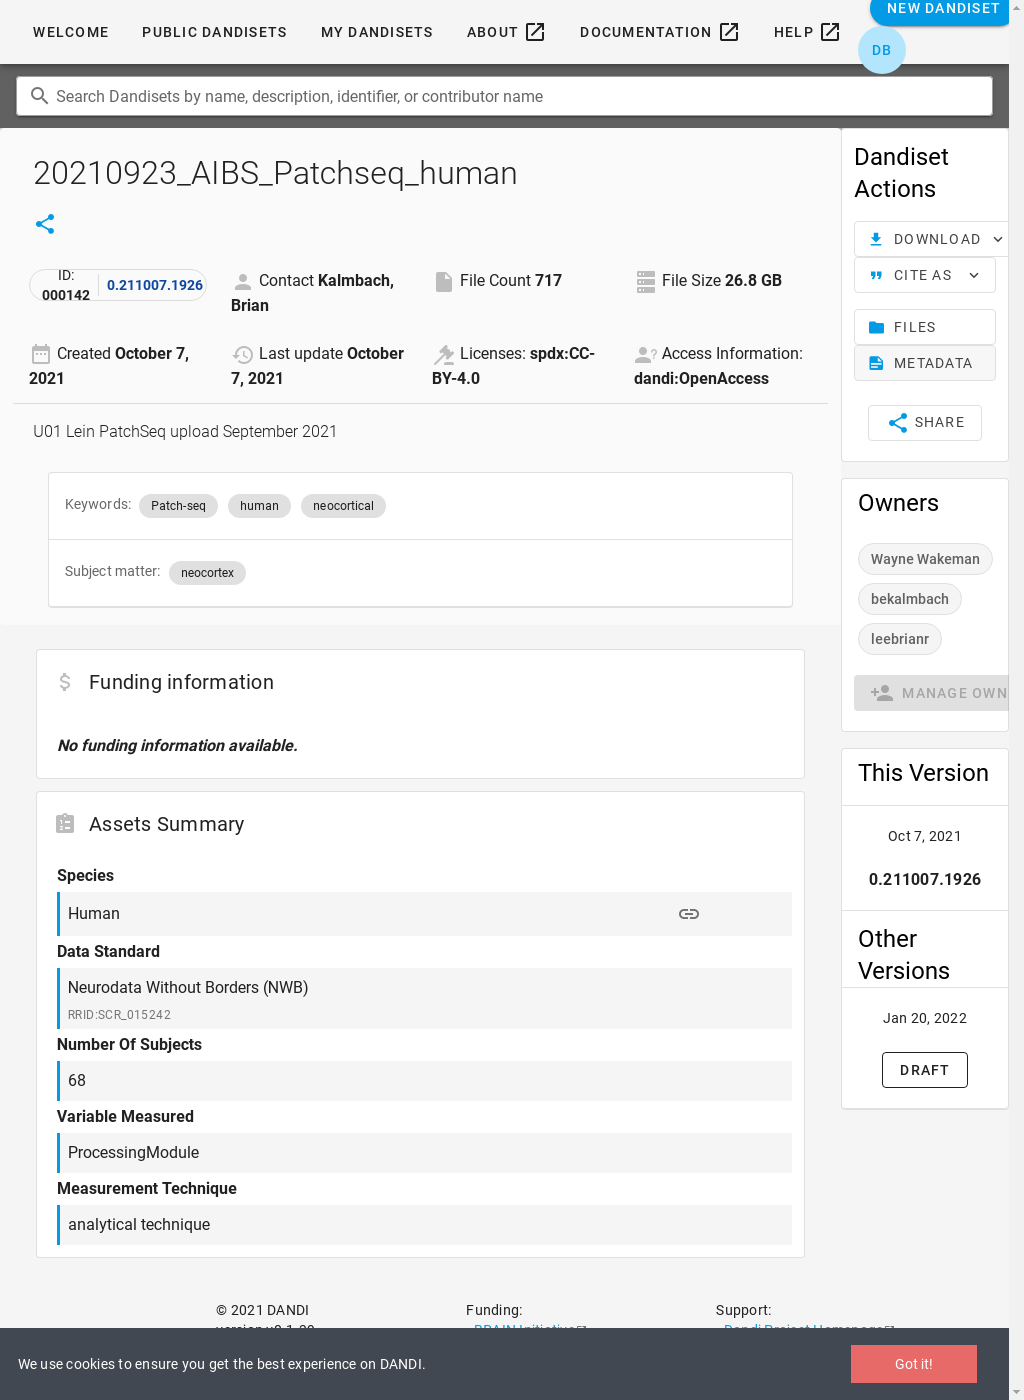 WELCOME
PUBLIC DANDISETS
MY DANDISETS
ABOUT
DOCUMENTATION
HELP
NEW DANDISET
DB
Search Dandisets by name, description, identifier, or contributor name
20210923_AIBS_Patchseq_human
ID:
000142
0.211007.1926
Contact Kalmbach,
Brian
File Count 717
File Size 26.8 GB
Created October 7,
2021
Last update October
7, 2021
Licenses: spdx:CC-
BY-4.0
Access Information:
dandi:OpenAccess
U01 Lein PatchSeq upload September 2021
Keywords: Patch-seq human neocortical
Subject matter: neocortex
Funding information
No funding information available.
Assets Summary
Species
Human
Data Standard
Neurodata Without Borders (NWB)
RRID:SCR_015242
Number Of Subjects
68
Variable Measured
ProcessingModule
Measurement Technique
analytical technique
Dandiset
Actions
DOWNLOAD
CITE AS
FILES
METADATA
SHARE
Owners
Wayne Wakeman
bekalmbach
leebrianr
MANAGE OWN
This Version
Oct 7, 2021
0.211007.1926
Other
Versions
Jan 20, 2022
DRAFT
© 2021 DANDI
Funding:
Support:
We use cookies to ensure you get the best experience on DANDI.
Got it!